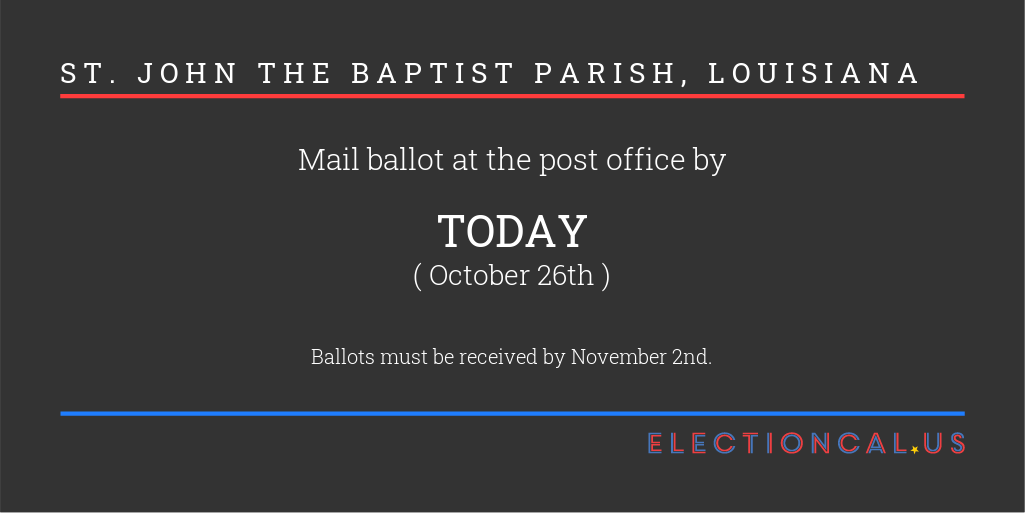 ST. JOHN THE BAPTIST PARISH, LOUISIANA
Mail ballot at the post office by
TODAY
( October 26th )
Ballots must be received by November 2nd.
ELECTIONCAL.US